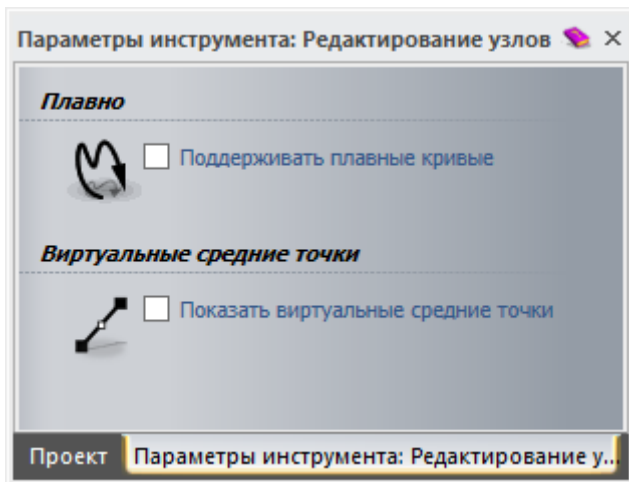 Параметры инструмента: Редактирование узлов
Плавно
Поддерживать плавные кривые
Виртуальные средние точки
Показать виртуальные средние точки
Проект Параметры инструмента: Редактирование у...